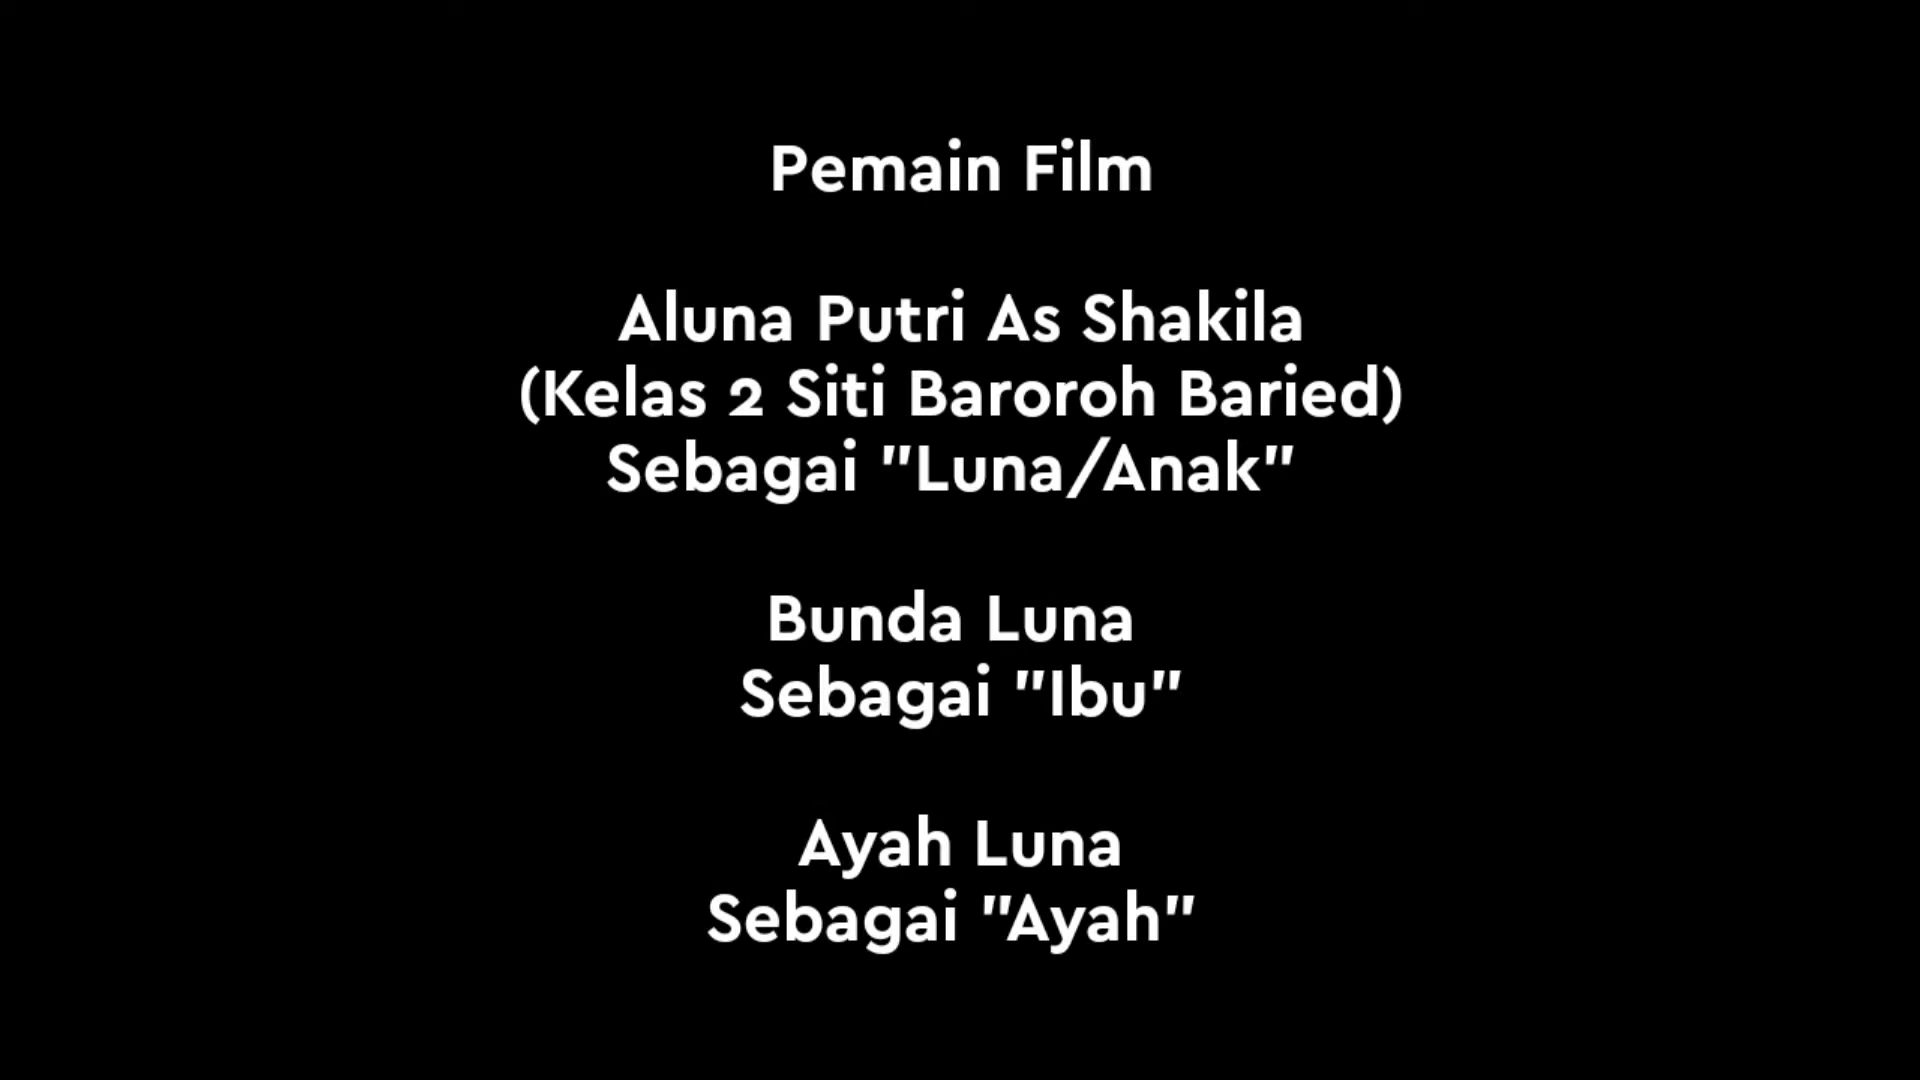 Pemain Film
Aluna Putri As Shakila
(Kelas 2 Siti Baroroh Baried)
Sebagai "Luna/Anak"
Bunda Luna
Sebagai "Ibu"
Ayah Luna
Sebagai "Ayah"